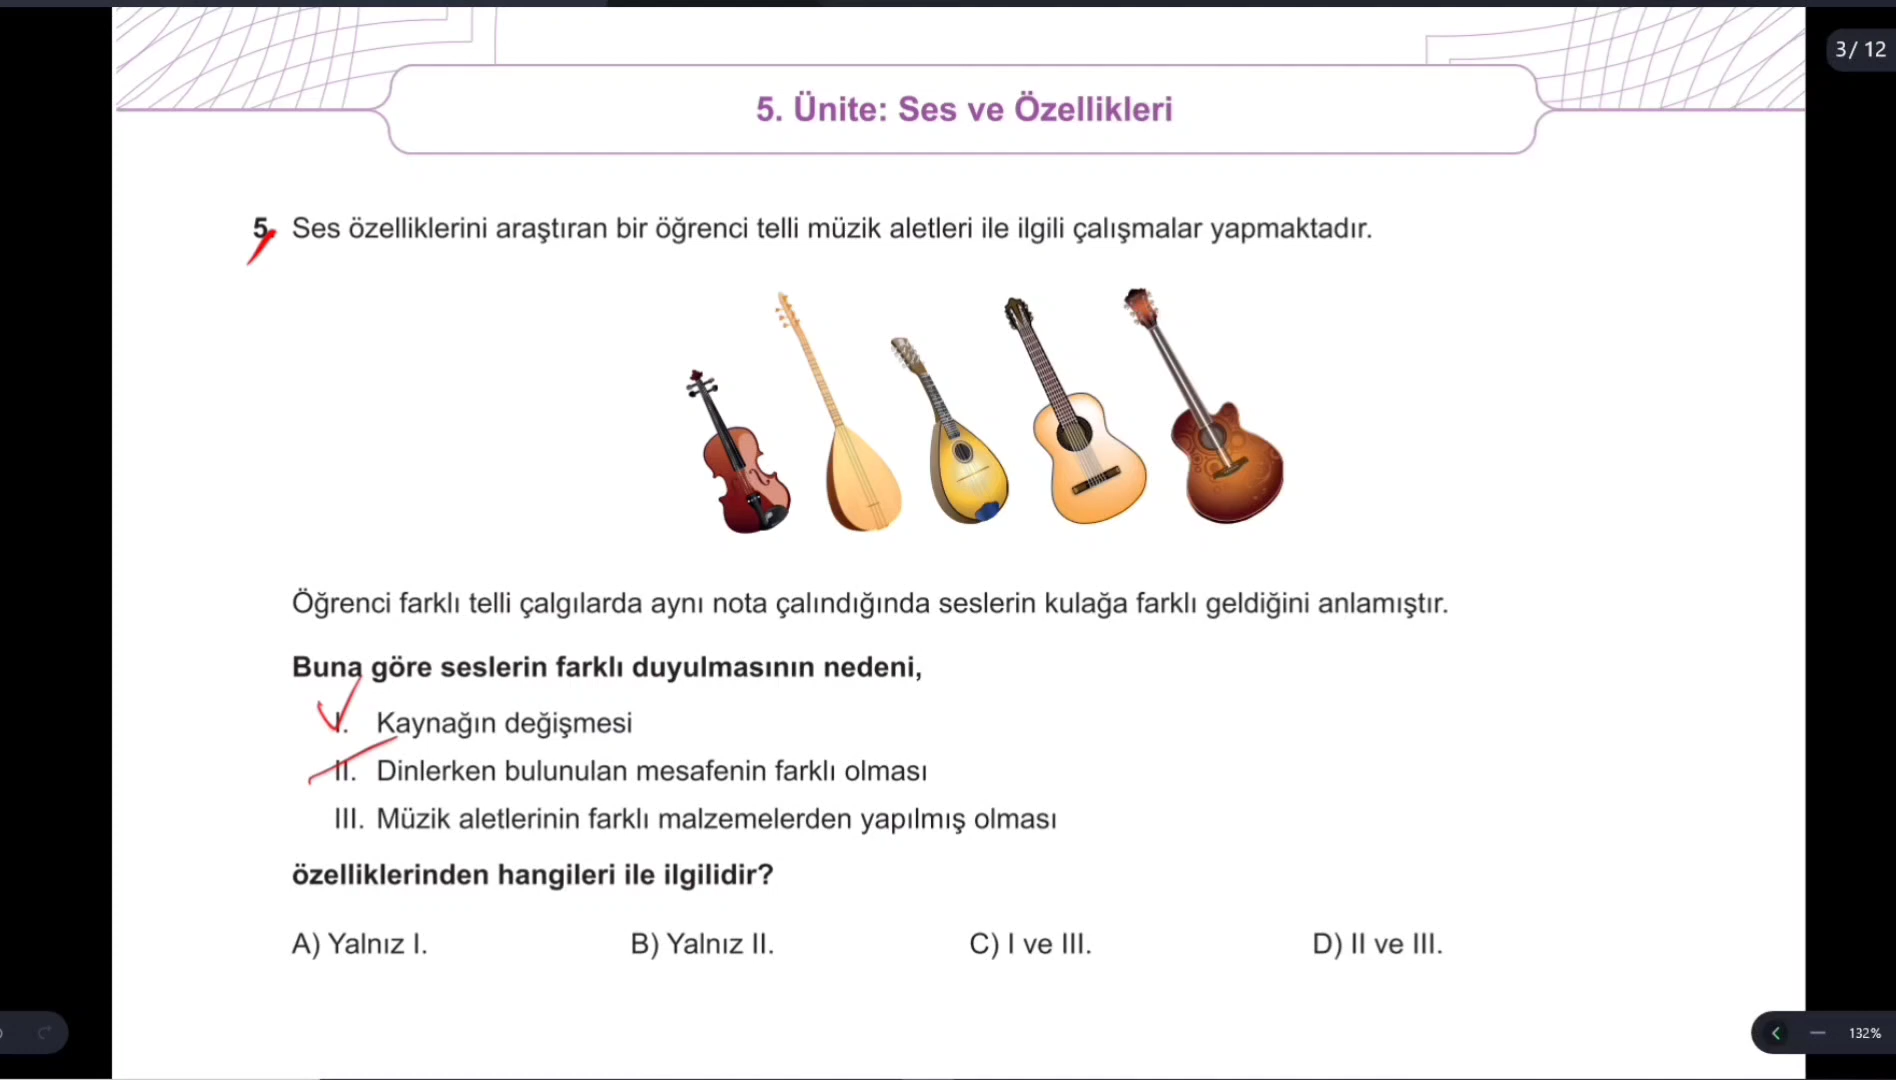 3/ 12
5. Ünite: Ses ve Özellikleri
5. Ses özelliklerini araştıran bir öğrenci telli müzik aletleri ile ilgili çalışmalar yapmaktadır.
Öğrenci farklı telli çalgılarda aynı nota çalındığında seslerin kulağa farklı geldiğini anlamıştır.
Buna göre seslerin farklı duyulmasının nedeni,
I. Kaynağın değişmesi
II. Dinlerken bulunulan mesafenin farklı olması
III. Müzik aletlerinin farklı malzemelerden yapılmış olması
özelliklerinden hangileri ile ilgilidir?
A) Yalnız I. B) Yalnız II. C) I ve III. D) II ve III.
132%